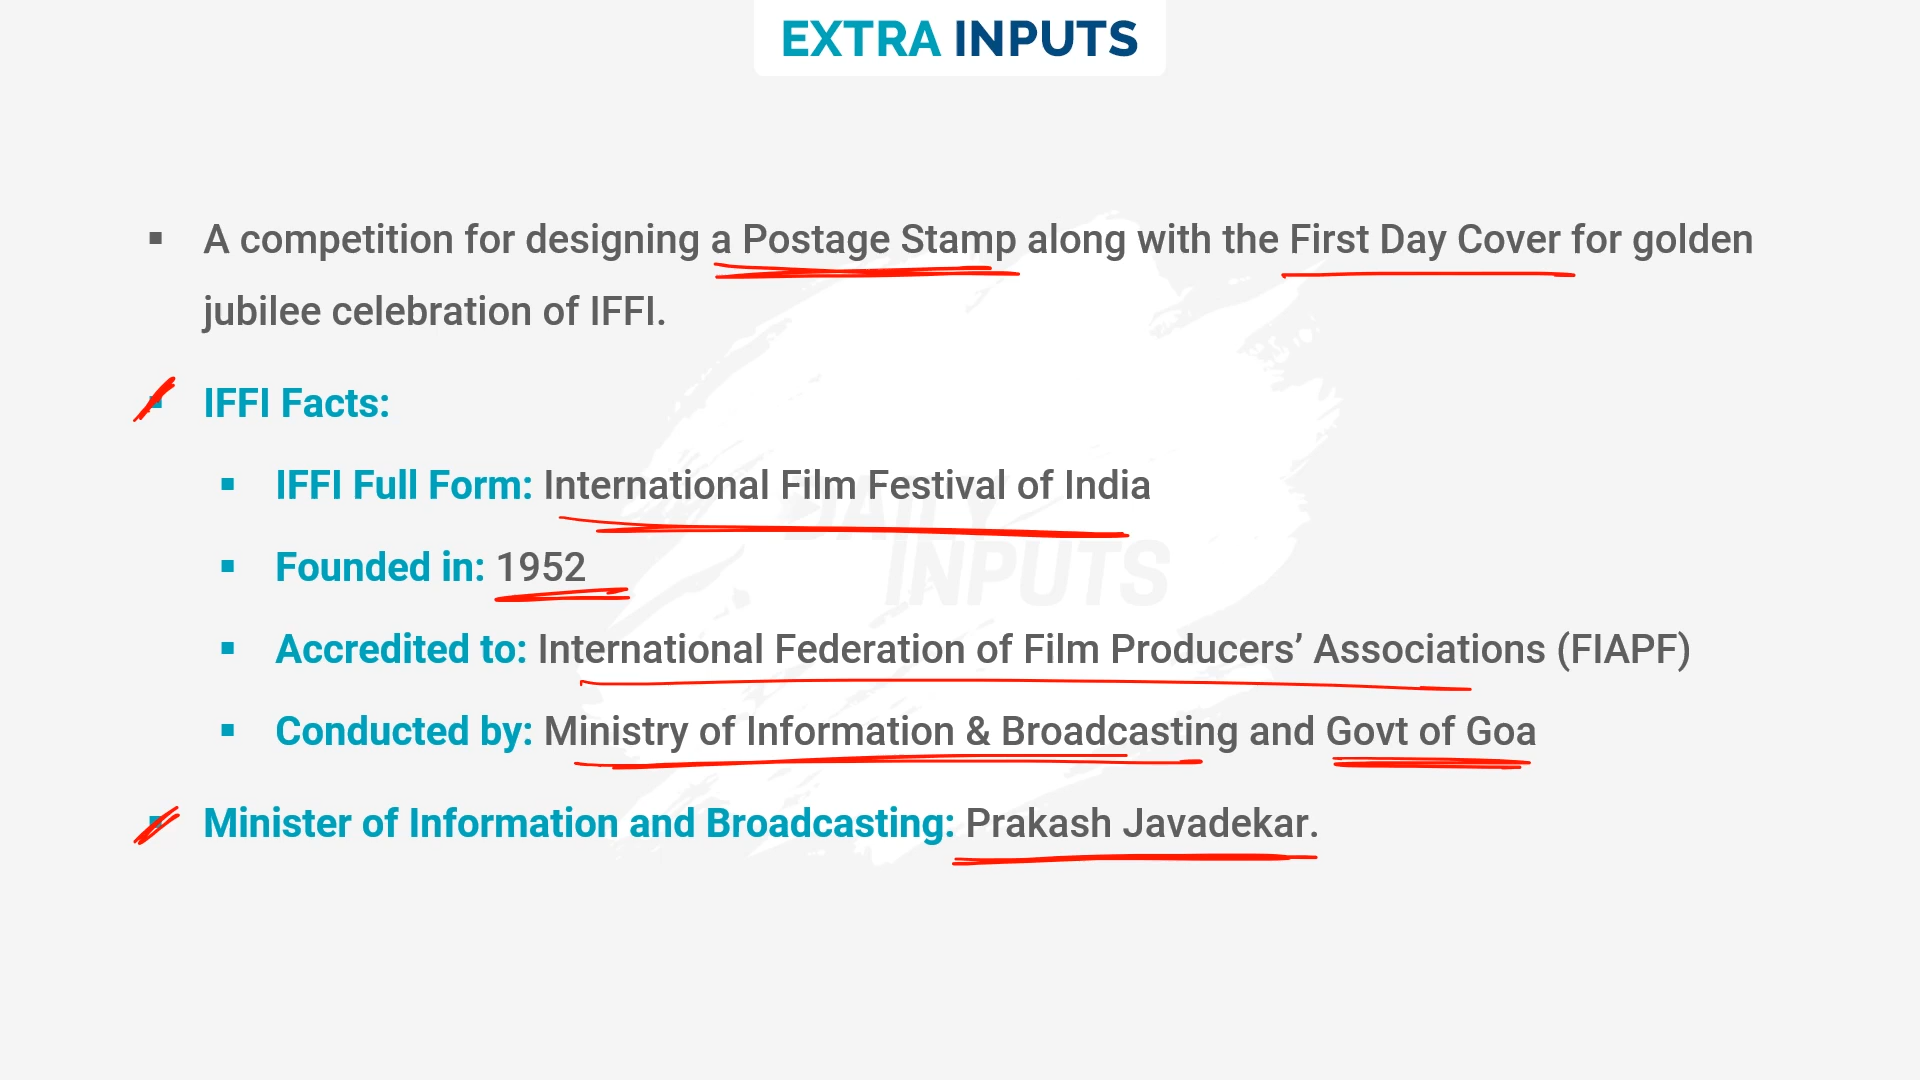 EXTRA INPUTS
▪ A competition for designing a Postage Stamp along with the First Day Cover for golden
jubilee celebration of IFFI.
▪ IFFI Facts:
▪ IFFI Full Form: International Film Festival of India
▪ Founded in: 1952
▪ Accredited to: International Federation of Film Producers’ Associations (FIAPF)
▪ Conducted by: Ministry of Information & Broadcasting and Govt of Goa
▪ Minister of Information and Broadcasting: Prakash Javadekar.
DAILY
INPUTS